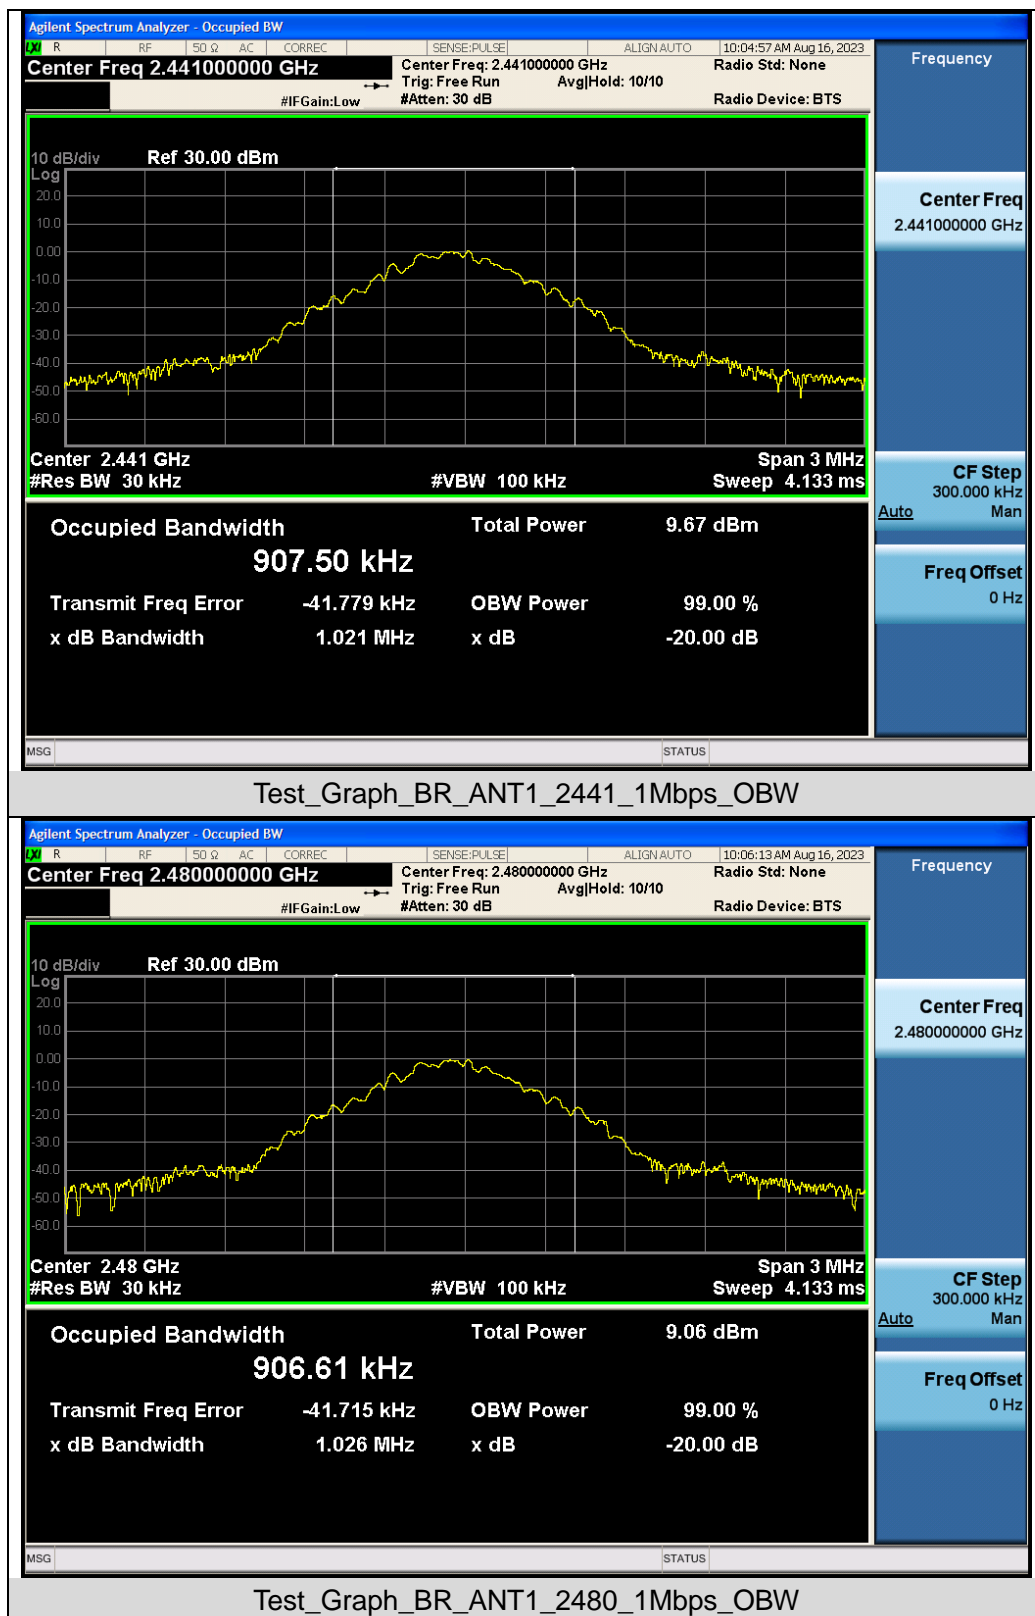 Agilent Spectrum Analyzer - Occupied BW
LXI R RF 50 Ω AC CORREC SENSE:PULSE ALIGN AUTO 10:04:57 AM Aug 16, 2023
Center Freq 2.441000000 GHz Center Freq: 2.441000000 GHz Radio Std: None
Trig: Free Run Avg|Hold: 10/10
#IFGain:Low #Atten: 30 dB Radio Device: BTS
Frequency
10 dB/div Ref 30.00 dBm
Log
20.0
10.0
0.00
-10.0
-20.0
-30.0
-40.0
-50.0
-60.0
Center 2.441 GHz Span 3 MHz
#Res BW 30 kHz #VBW 100 kHz Sweep 4.133 ms
Center Freq
2.441000000 GHz
CF Step
300.000 kHz
Auto Man
Freq Offset
0 Hz
Occupied Bandwidth Total Power 9.67 dBm
907.50 kHz
Transmit Freq Error -41.779 kHz OBW Power 99.00 %
x dB Bandwidth 1.021 MHz x dB -20.00 dB
MSG STATUS
Test_Graph_BR_ANT1_2441_1Mbps_OBW
Agilent Spectrum Analyzer - Occupied BW
LXI R RF 50 Ω AC CORREC SENSE:PULSE ALIGN AUTO 10:06:13 AM Aug 16, 2023
Center Freq 2.480000000 GHz Center Freq: 2.480000000 GHz Radio Std: None
Trig: Free Run Avg|Hold: 10/10
#IFGain:Low #Atten: 30 dB Radio Device: BTS
Frequency
10 dB/div Ref 30.00 dBm
Log
20.0
10.0
0.00
-10.0
-20.0
-30.0
-40.0
-50.0
-60.0
Center 2.48 GHz Span 3 MHz
#Res BW 30 kHz #VBW 100 kHz Sweep 4.133 ms
Center Freq
2.480000000 GHz
CF Step
300.000 kHz
Auto Man
Freq Offset
0 Hz
Occupied Bandwidth Total Power 9.06 dBm
906.61 kHz
Transmit Freq Error -41.715 kHz OBW Power 99.00 %
x dB Bandwidth 1.026 MHz x dB -20.00 dB
MSG STATUS
Test_Graph_BR_ANT1_2480_1Mbps_OBW